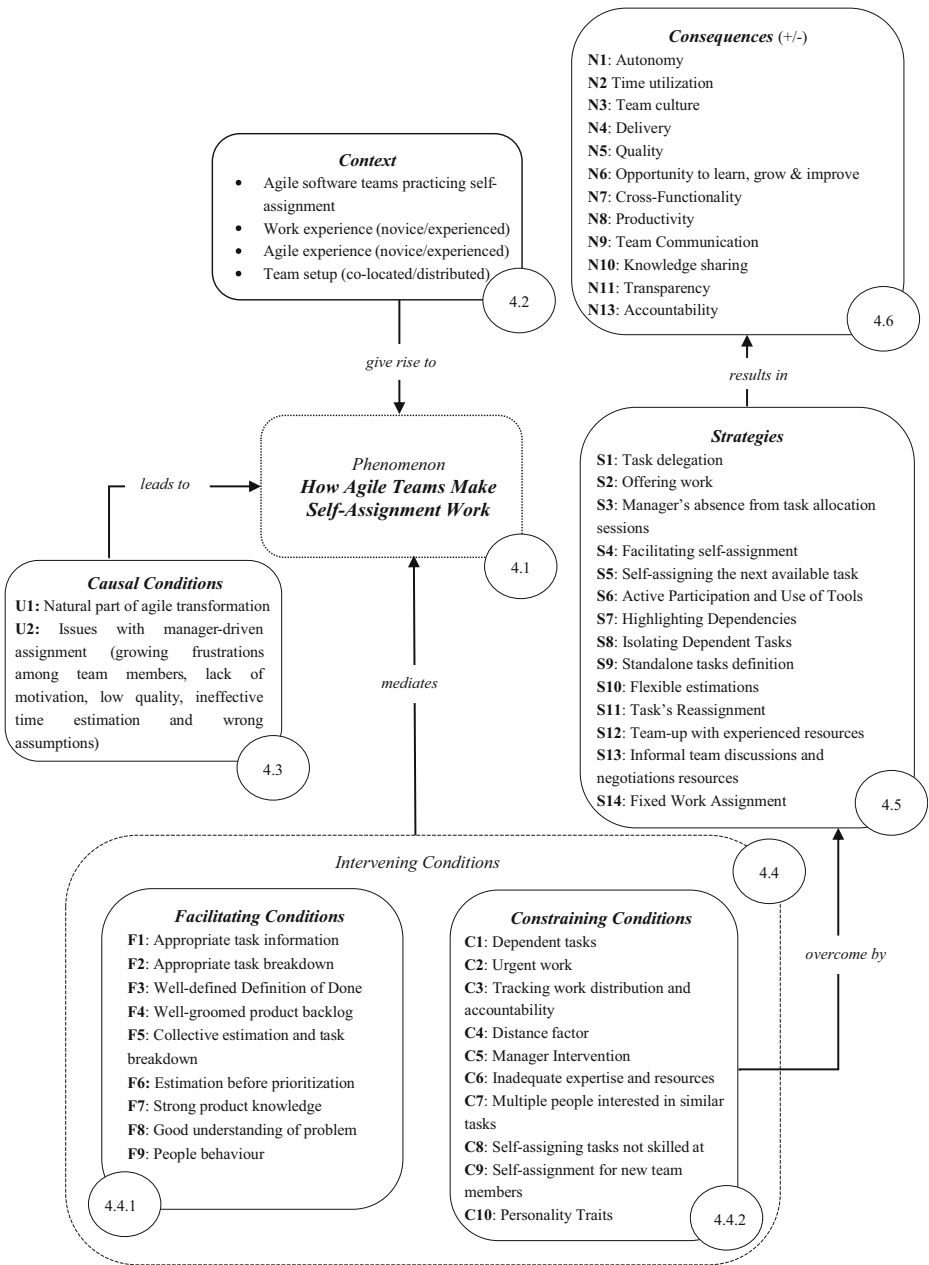 Consequences (+/-)
N1: Autonomy
N2 Time utilization
N3: Team culture
N4: Delivery
N5: Quality
N6: Opportunity to learn, grow & improve
N7: Cross-Functionality
N8: Productivity
N9: Team Communication
N10: Knowledge sharing
N11: Transparency
N13: Accountability
4.6
Context
• Agile software teams practicing self-
assignment
• Work experience (novice/experienced)
• Agile experience (novice/experienced)
• Team setup (co-located/distributed)
4.2
give rise to
results in
Phenomenon
How Agile Teams Make
Self-Assignment Work
4.1
leads to
Strategies
S1: Task delegation
S2: Offering work
S3: Manager's absence from task allocation
sessions
S4: Facilitating self-assignment
S5: Self-assigning the next available task
S6: Active Participation and Use of Tools
S7: Highlighting Dependencies
S8: Isolating Dependent Tasks
S9: Standalone tasks definition
S10: Flexible estimations
S11: Task's Reassignment
S12: Team-up with experienced resources
S13: Informal team discussions and
negotiations resources
S14: Fixed Work Assignment
4.5
Causal Conditions
U1: Natural part of agile transformation
U2: Issues with manager-driven
assignment (growing frustrations
among team members, lack of
motivation, low quality, ineffective
time estimation and wrong
assumptions)
4.3
mediates
Intervening Conditions
4.4
Facilitating Conditions
F1: Appropriate task information
F2: Appropriate task breakdown
F3: Well-defined Definition of Done
F4: Well-groomed product backlog
F5: Collective estimation and task
breakdown
F6: Estimation before prioritization
F7: Strong product knowledge
F8: Good understanding of problem
F9: People behaviour
4.4.1
Constraining Conditions
C1: Dependent tasks
C2: Urgent work
C3: Tracking work distribution and
accountability
C4: Distance factor
C5: Manager Intervention
C6: Inadequate expertise and resources
C7: Multiple people interested in similar
tasks
C8: Self-assigning tasks not skilled at
C9: Self-assignment for new team
members
C10: Personality Traits
4.4.2
overcome by